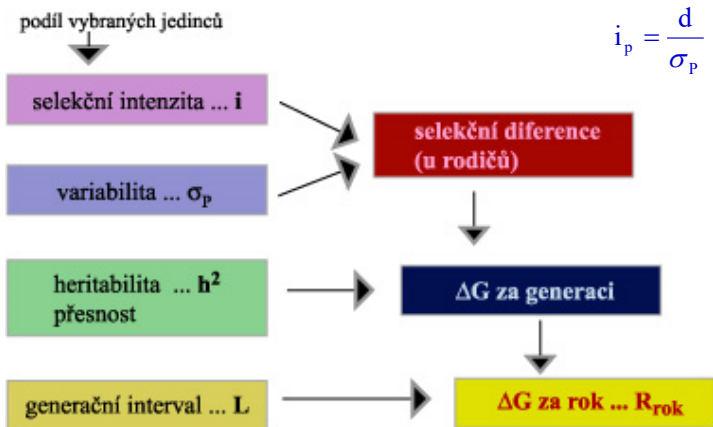 podíl vybraných jedinců
i_p = d / σ_P
selekční intenzita ... i
selekční diference
(u rodičů)
variabilita ... σ_P
heritabilita ... h²
přesnost
ΔG za generaci
generační interval ... L
ΔG za rok ... R_rok